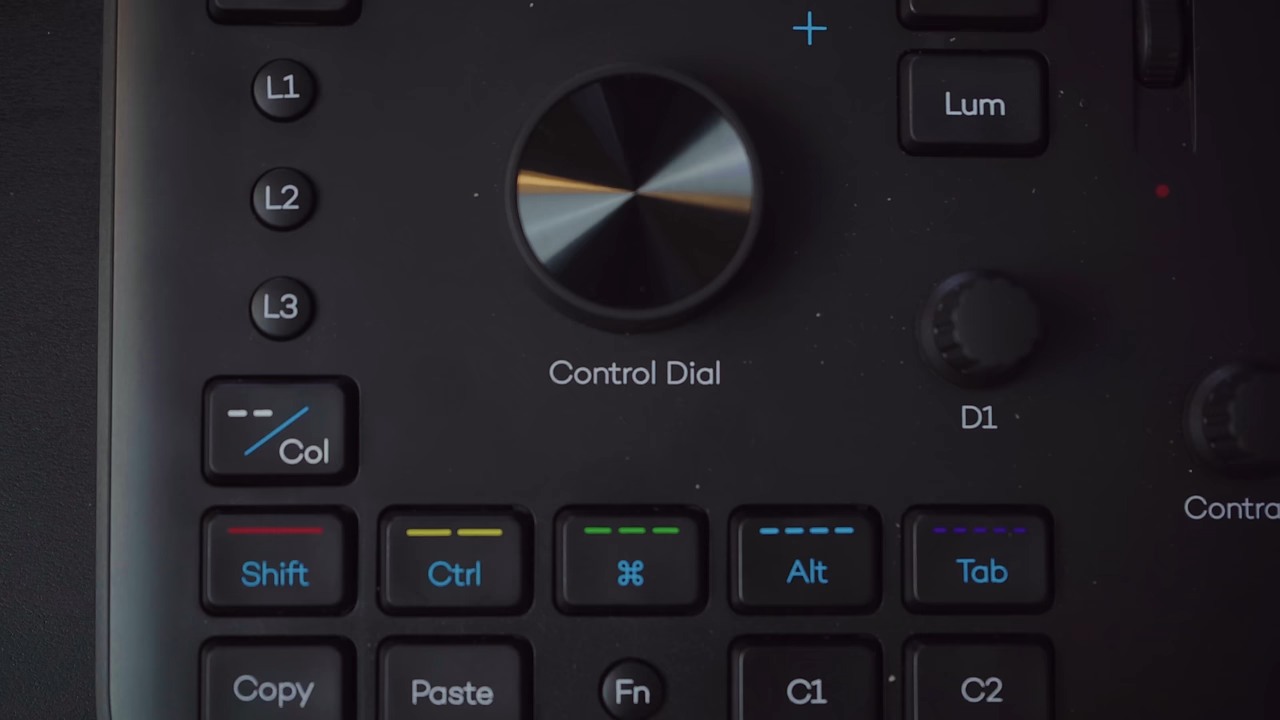 L1
Lum
L2
L3
Control Dial
D1
Col
Contra
Shift
Ctrl
⌘
Alt
Tab
Copy
Paste
Fn
C1
C2